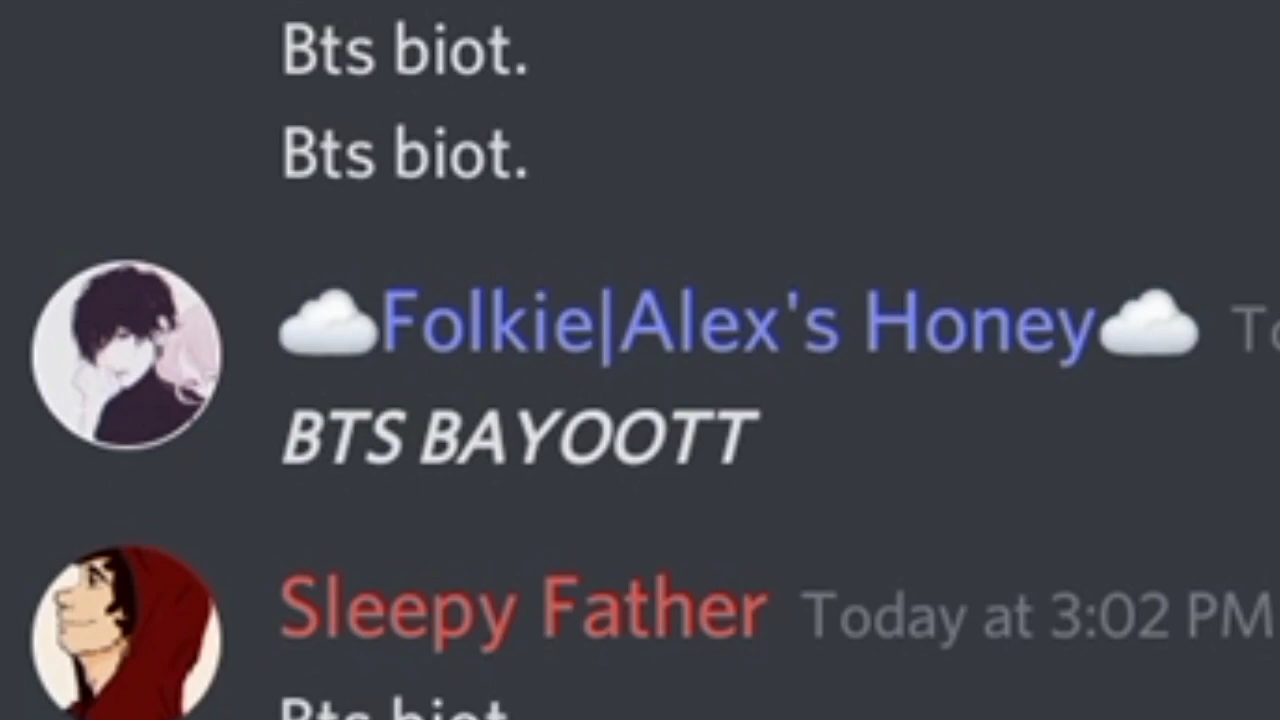 Bts biot.
Bts biot.
☁️Folkie|Alex's Honey☁️
BTS BAYOOTT
Sleepy Father Today at 3:02 PM
Bts biot